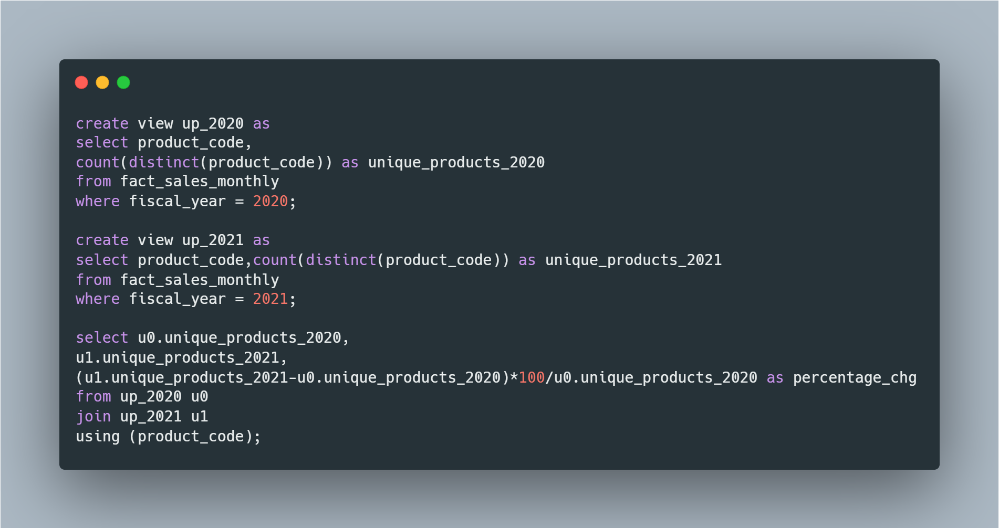 create view up_2020 as
select product_code,
count(distinct(product_code)) as unique_products_2020
from fact_sales_monthly
where fiscal_year = 2020;
create view up_2021 as
select product_code,count(distinct(product_code)) as unique_products_2021
from fact_sales_monthly
where fiscal_year = 2021;
select u0.unique_products_2020,
u1.unique_products_2021,
(u1.unique_products_2021-u0.unique_products_2020)*100/u0.unique_products_2020 as percentage_chg
from up_2020 u0
join up_2021 u1
using (product_code);